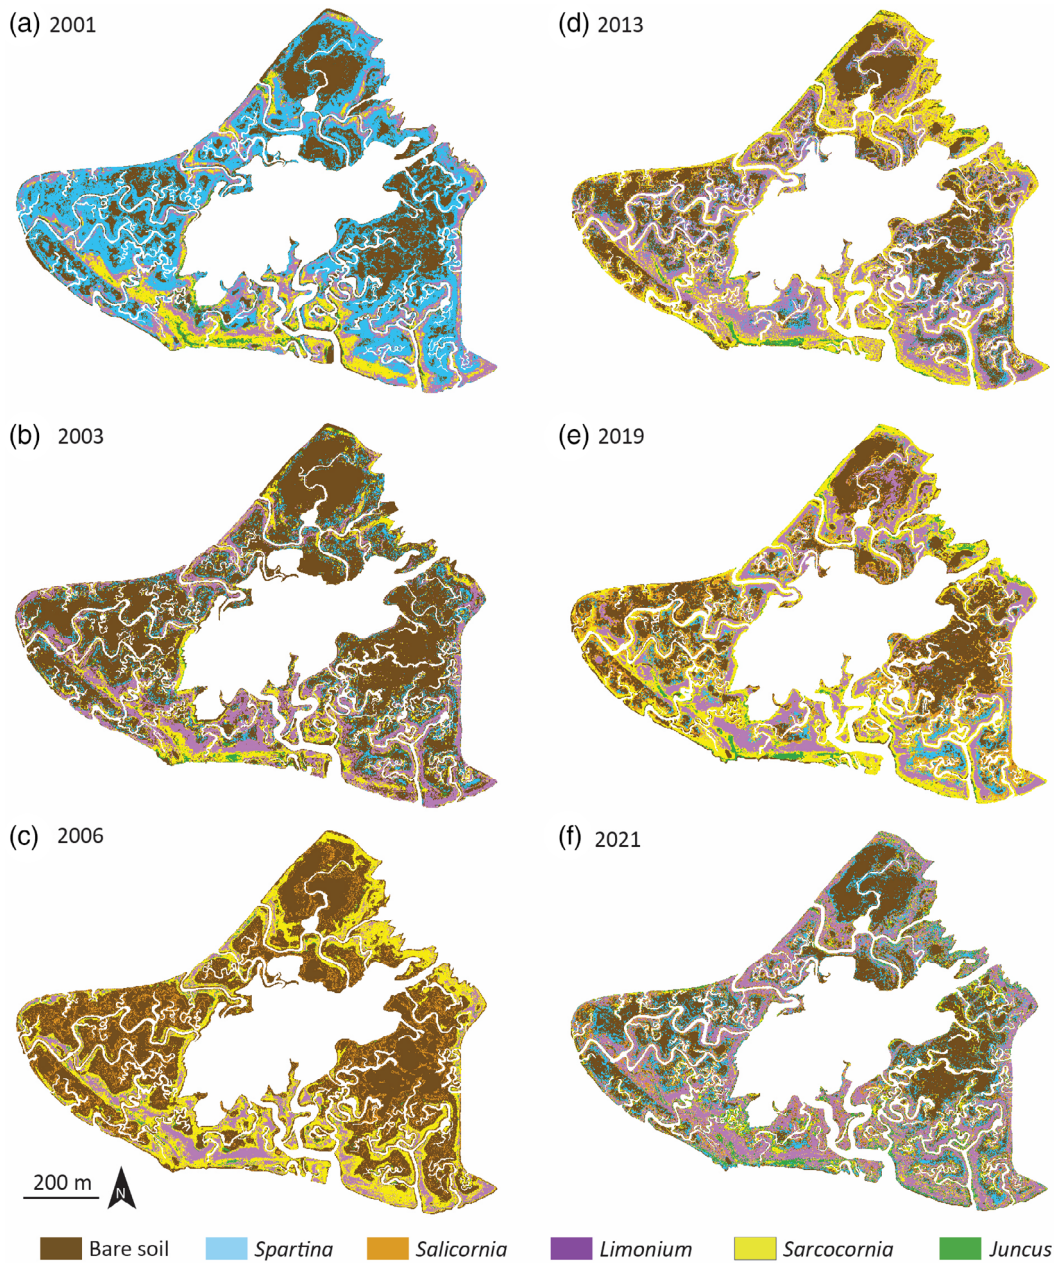 (a) 2001
(d) 2013
(b) 2003
(e) 2019
(c) 2006
(f) 2021
200 m
N
Bare soil
Spartina
Salicornia
Limonium
Sarcocornia
Juncus